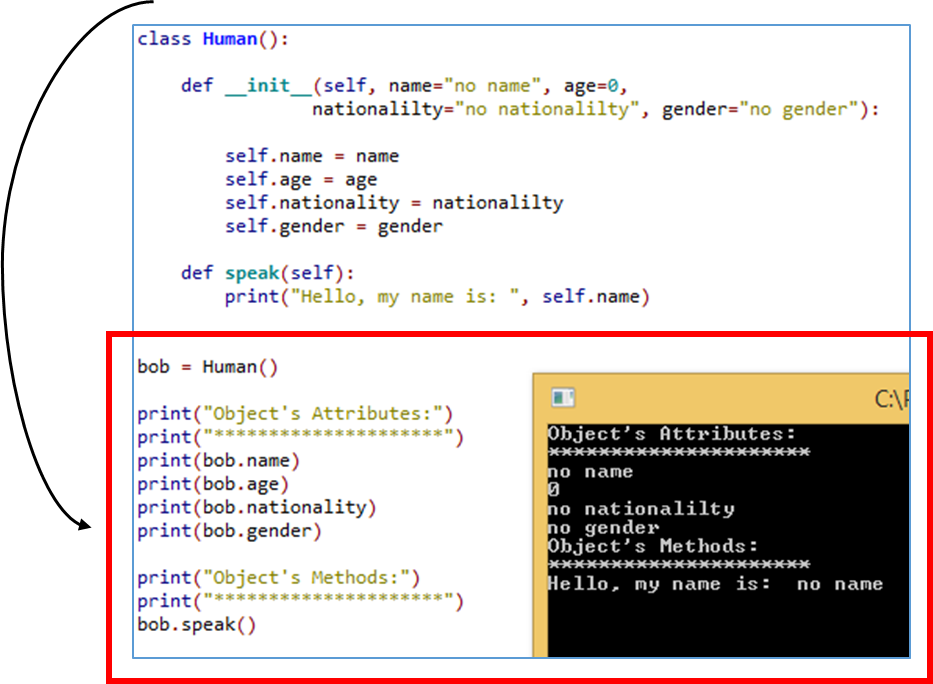 class Human():
def __init__(self, name="no name", age=0,
nationalilty="no nationalilty", gender="no gender"):
self.name = name
self.age = age
self.nationality = nationalilty
self.gender = gender
def speak(self):
print("Hello, my name is: ", self.name)
bob = Human()
print("Object's Attributes:")
print("*********************")
print(bob.name)
print(bob.age)
print(bob.nationality)
print(bob.gender)
print("Object's Methods:")
print("*********************")
bob.speak()
C:\
Object's Attributes:
*********************
no name
0
no nationalilty
no gender
Object's Methods:
*********************
Hello, my name is:  no name